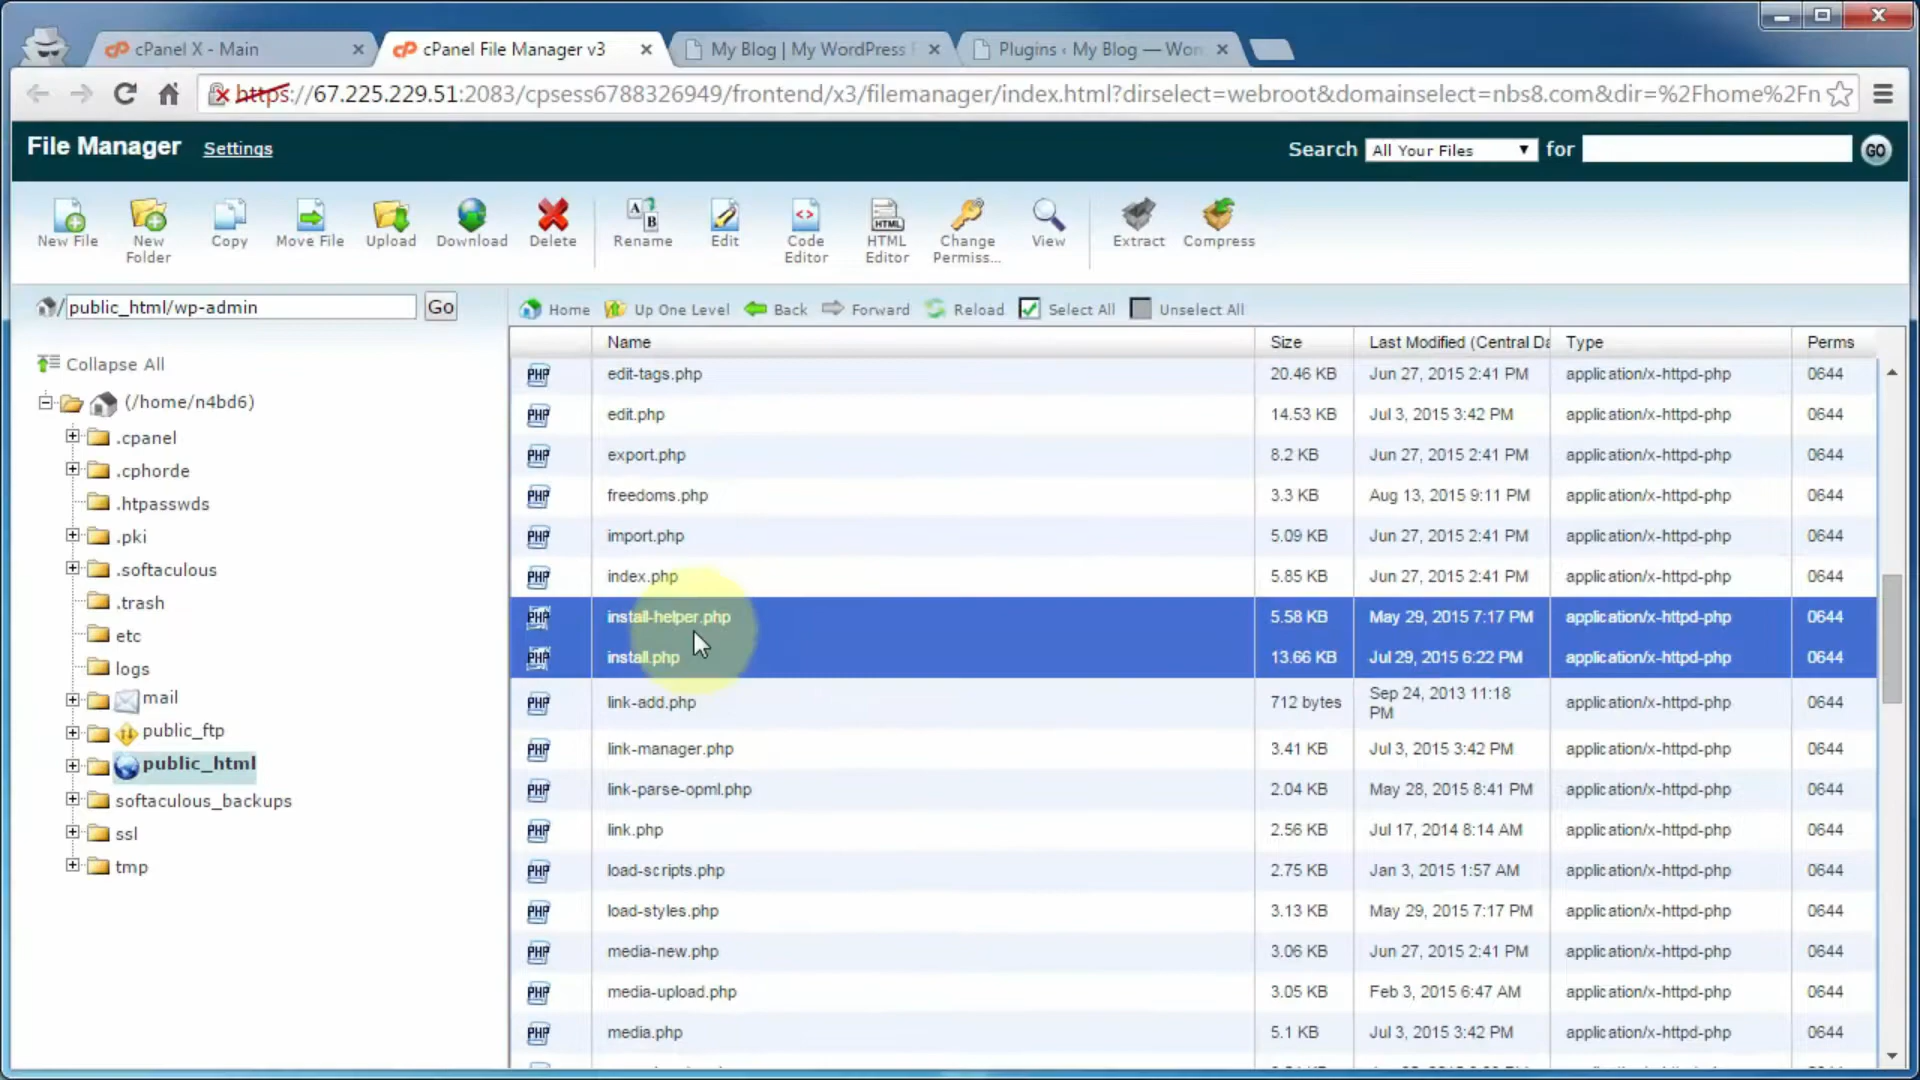 cPanel X - Main
cPanel File Manager v3
My Blog | My WordPress
Plugins ‹ My Blog — Wor
https://67.225.229.51:2083/cpsess6788326949/frontend/x3/filemanager/index.html?dirselect=webroot&domainselect=nbs8.com&dir=%2Fhome%2Fn
File Manager Settings
Search All Your Files for GO
New File
New Folder
Copy
Move File
Upload
Download
Delete
Rename
Edit
Code Editor
HTML Editor
Change Permiss...
View
Extract
Compress
/ public_html/wp-admin Go
Home Up One Level Back Forward Reload Select All Unselect All
Collapse All
(/home/n4bd6)
.cpanel
.cphorde
.htpasswds
.pki
.softaculous
.trash
etc
logs
mail
public_ftp
public_html
softaculous_backups
ssl
tmp
Name Size Last Modified (Central Da Type Perms
PHP edit-tags.php 20.46 KB Jun 27, 2015 2:41 PM application/x-httpd-php 0644
PHP edit.php 14.53 KB Jul 3, 2015 3:42 PM application/x-httpd-php 0644
PHP export.php 8.2 KB Jun 27, 2015 2:41 PM application/x-httpd-php 0644
PHP freedoms.php 3.3 KB Aug 13, 2015 9:11 PM application/x-httpd-php 0644
PHP import.php 5.09 KB Jun 27, 2015 2:41 PM application/x-httpd-php 0644
PHP index.php 5.85 KB Jun 27, 2015 2:41 PM application/x-httpd-php 0644
PHP install-helper.php 5.58 KB May 29, 2015 7:17 PM application/x-httpd-php 0644
PHP install.php 13.66 KB Jul 29, 2015 6:22 PM application/x-httpd-php 0644
PHP link-add.php 712 bytes Sep 24, 2013 11:18 PM application/x-httpd-php 0644
PHP link-manager.php 3.41 KB Jul 3, 2015 3:42 PM application/x-httpd-php 0644
PHP link-parse-opml.php 2.04 KB May 28, 2015 8:41 PM application/x-httpd-php 0644
PHP link.php 2.56 KB Jul 17, 2014 8:14 AM application/x-httpd-php 0644
PHP load-scripts.php 2.75 KB Jan 3, 2015 1:57 AM application/x-httpd-php 0644
PHP load-styles.php 3.13 KB May 29, 2015 7:17 PM application/x-httpd-php 0644
PHP media-new.php 3.06 KB Jun 27, 2015 2:41 PM application/x-httpd-php 0644
PHP media-upload.php 3.05 KB Feb 3, 2015 6:47 AM application/x-httpd-php 0644
PHP media.php 5.1 KB Jul 3, 2015 3:42 PM application/x-httpd-php 0644